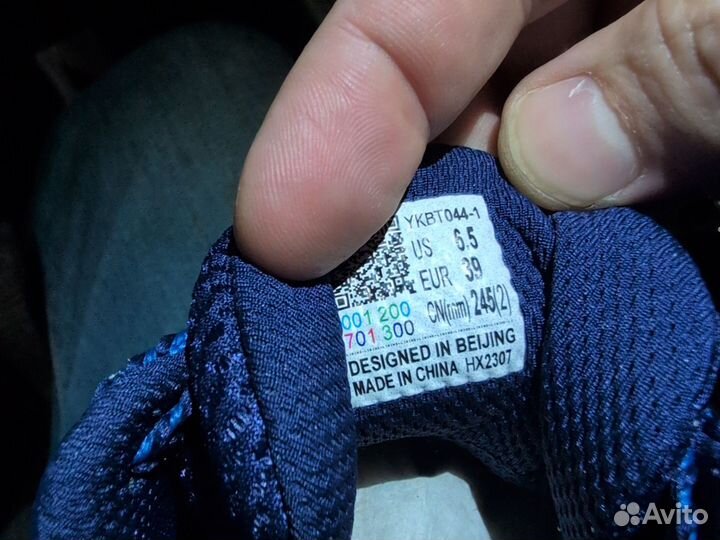 YKBT044-1
US 6.5
EUR 39
CN(mm) 245(2)
001 200
701 300
DESIGNED IN BEIJING
MADE IN CHINA HX2307
Avito